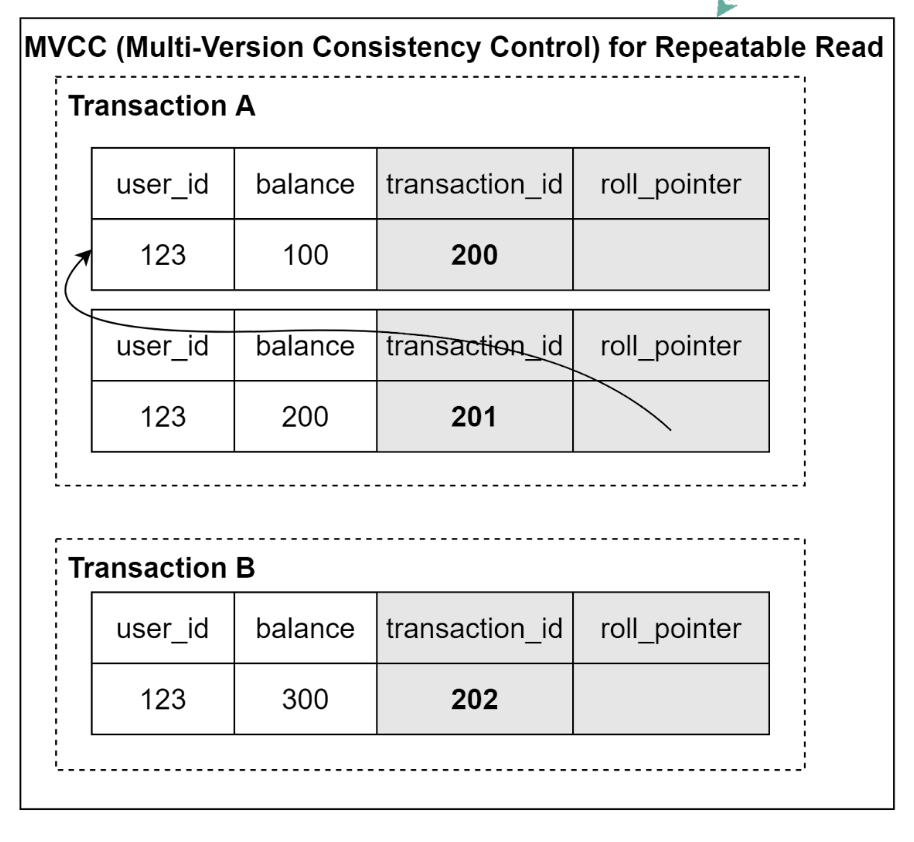 MVCC (Multi-Version Consistency Control) for Repeatable Read
Transaction A
user_id balance transaction_id roll_pointer
123 100 200
user_id balance transaction_id roll_pointer
123 200 201
Transaction B
user_id balance transaction_id roll_pointer
123 300 202